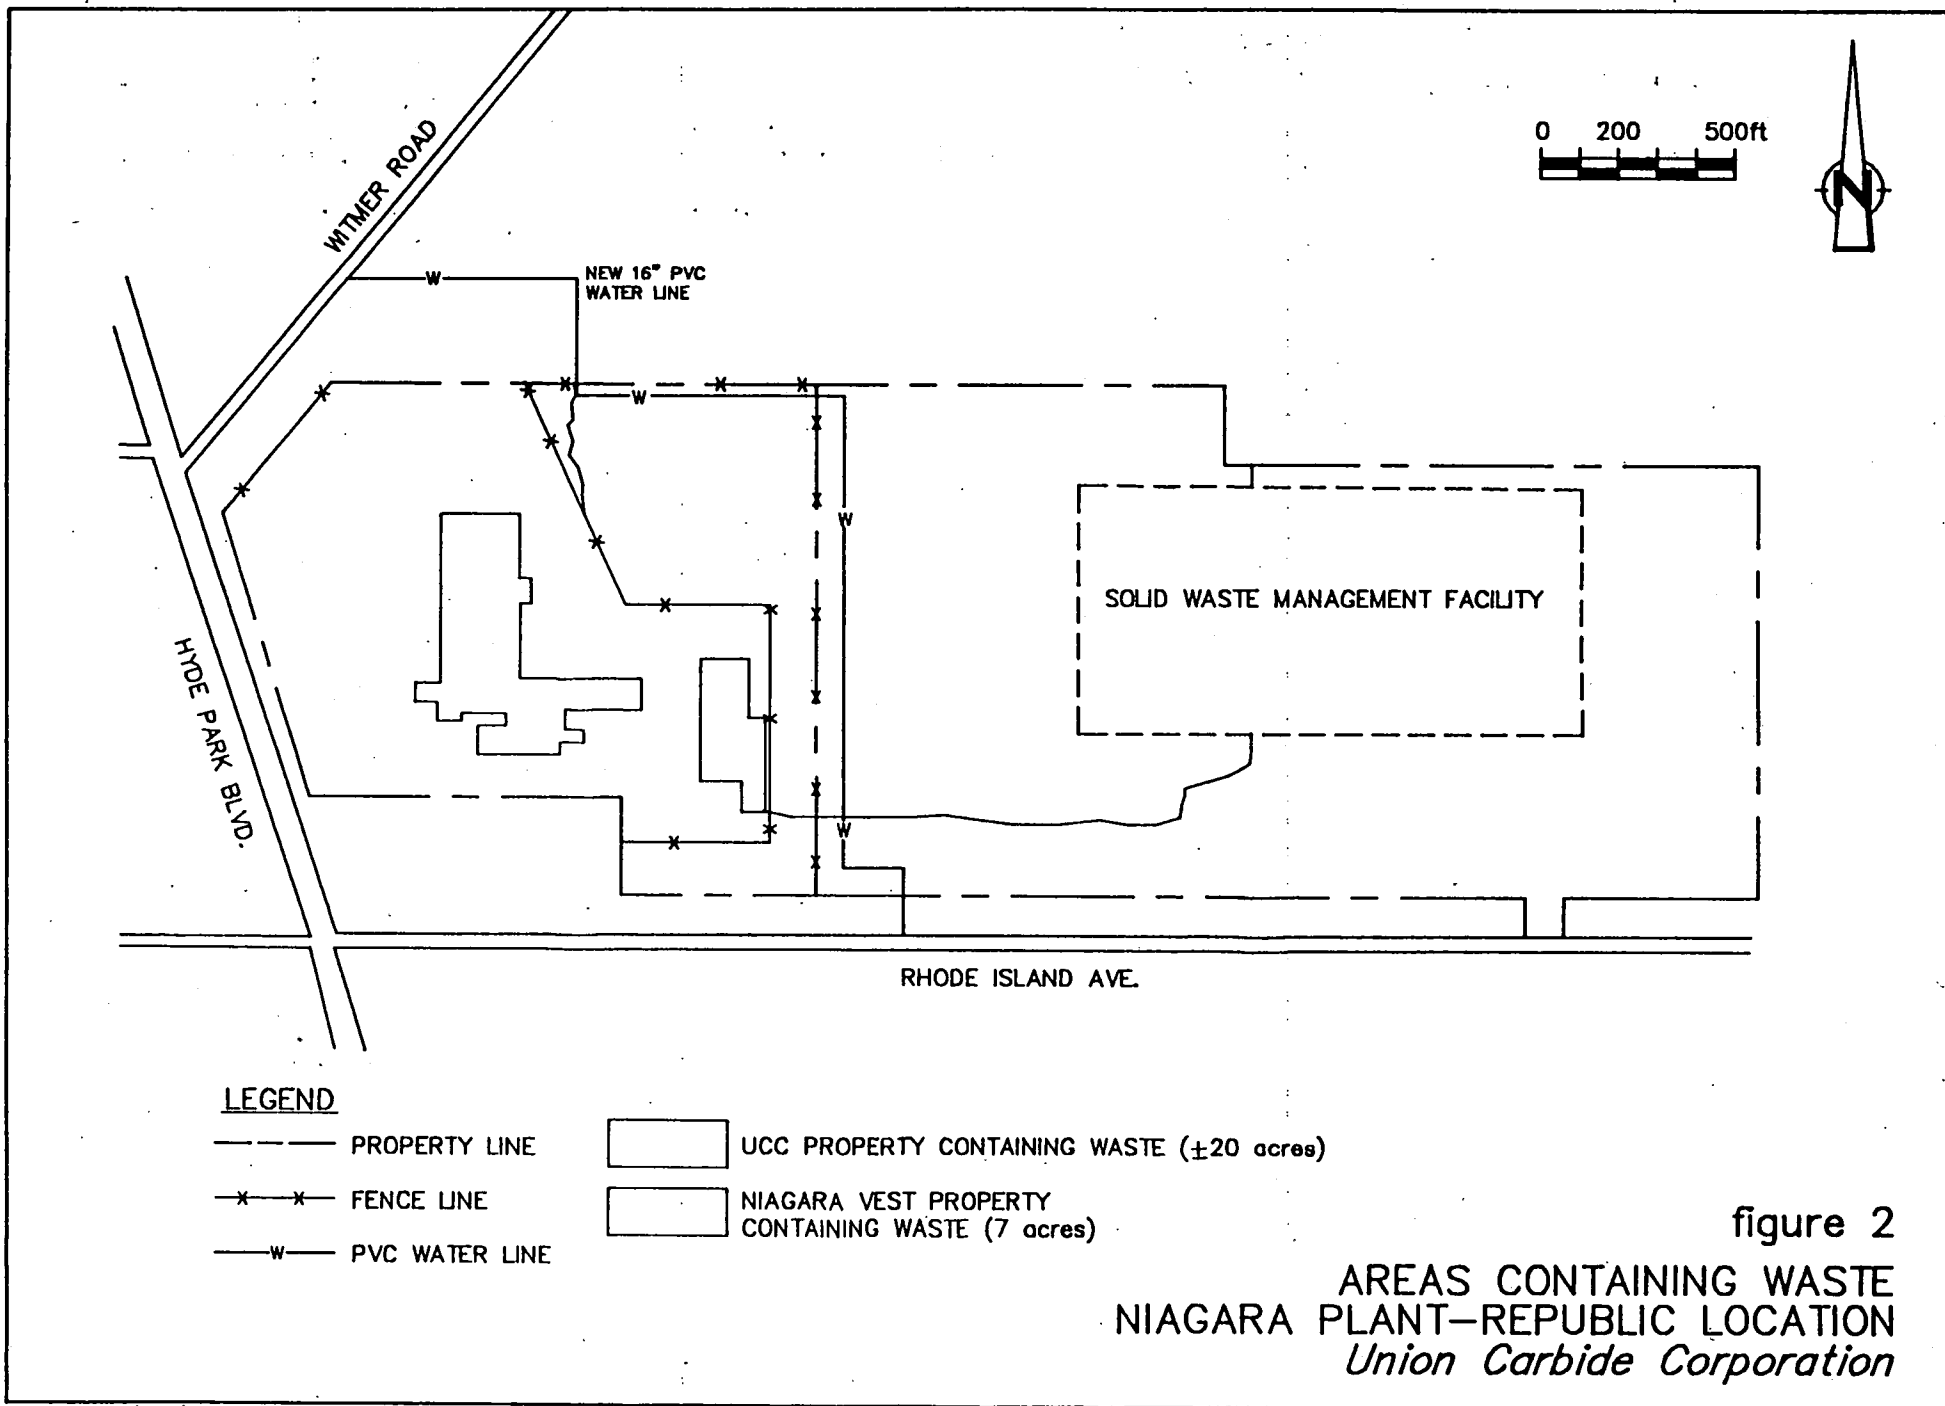 WITMER ROAD
0 200 500ft
N
W
NEW 16" PVC
WATER LINE
W
W
SOLID WASTE MANAGEMENT FACILITY
HYDE PARK BLVD.
W
RHODE ISLAND AVE.
LEGEND
PROPERTY LINE
UCC PROPERTY CONTAINING WASTE (±20 acres)
FENCE LINE
NIAGARA VEST PROPERTY
CONTAINING WASTE (7 acres)
W PVC WATER LINE
figure 2
AREAS CONTAINING WASTE
NIAGARA PLANT–REPUBLIC LOCATION
Union Carbide Corporation